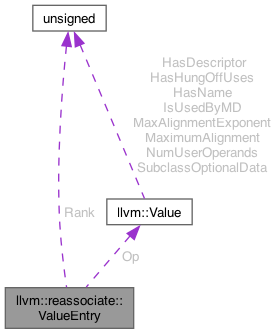 unsigned
HasDescriptor
HasHungOffUses
HasName
IsUsedByMD
MaxAlignmentExponent
MaximumAlignment
NumUserOperands
SubclassOptionalData
Rank
llvm::Value
Op
llvm::reassociate::
ValueEntry